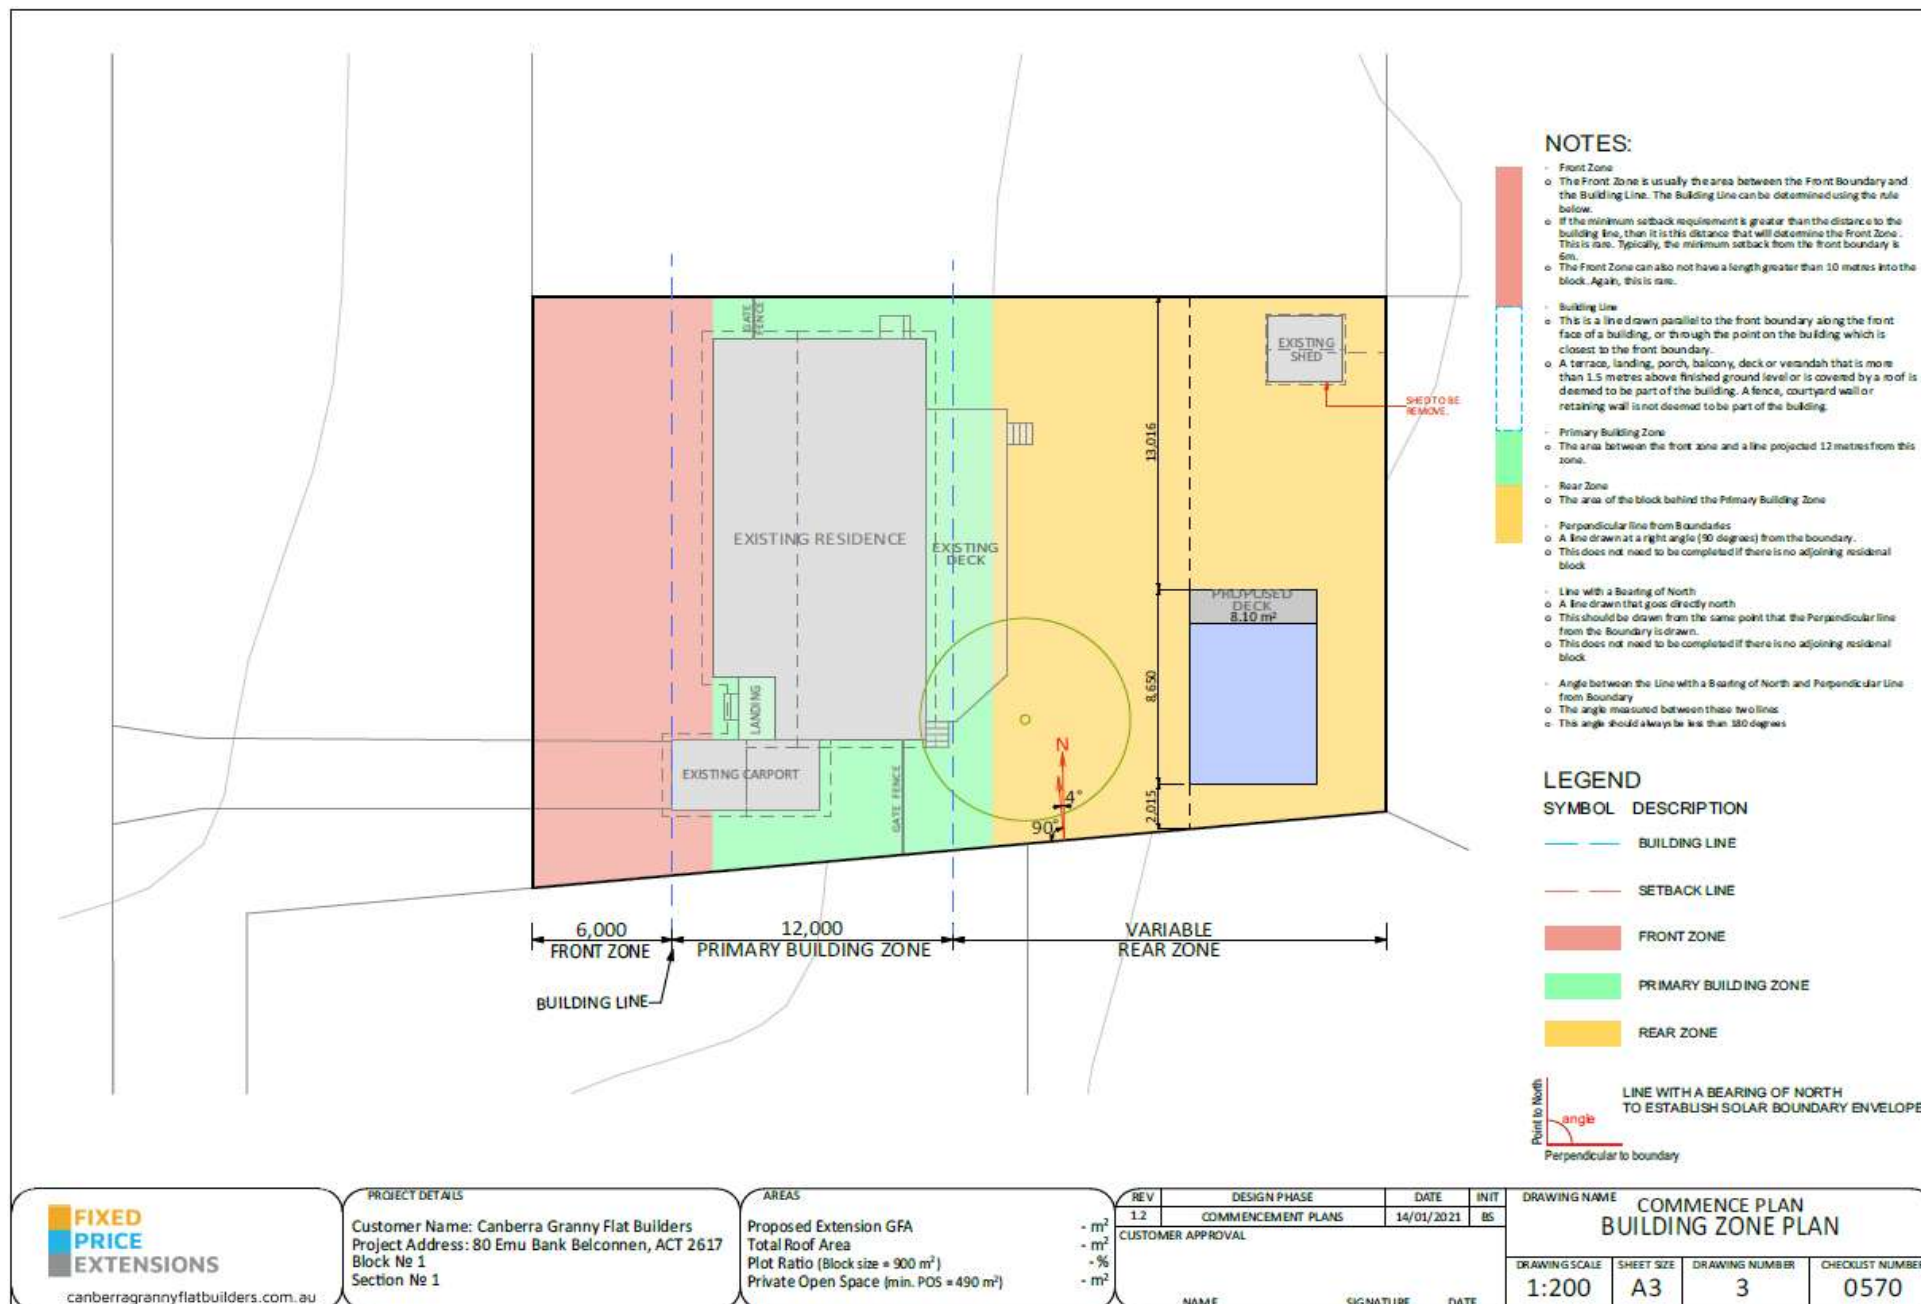 GATE
FENCE
EXISTING
SHED
SHED TO BE
REMOVE.
13,016
EXISTING RESIDENCE
EXISTING
DECK
PROPOSED
DECK
8.10 m²
8,650
LANDING
EXISTING CARPORT
GATE FENCE
N
4°
90°
2,015
6,000
FRONT ZONE
12,000
PRIMARY BUILDING ZONE
VARIABLE
REAR ZONE
BUILDING LINE
NOTES:
- Front Zone
o The Front Zone is usually the area between the Front Boundary and
the Building Line. The Building Line can be determined using the rule
below.
o If the minimum setback requirement is greater than the distance to the
building line, then it is this distance that will determine the Front Zone.
This is rare. Typically, the minimum setback from the front boundary is
6m.
o The Front Zone can also not have a length greater than 10 metres into the
block. Again, this is rare.
- Building Line
o This is a line drawn parallel to the front boundary along the front
face of a building, or through the point on the building which is
closest to the front boundary.
o A terrace, landing, porch, balcony, deck or verandah that is more
than 1.5 metres above finished ground level or is covered by a roof is
deemed to be part of the building. A fence, courtyard wall or
retaining wall is not deemed to be part of the building.
- Primary Building Zone
o The area between the front zone and a line projected 12 metres from this
zone.
- Rear Zone
o The area of the block behind the Primary Building Zone
- Perpendicular line from Boundaries
o A line drawn at a right angle (90 degrees) from the boundary.
o This does not need to be completed if there is no adjoining residenal
block
- Line with a Bearing of North
o A line drawn that goes directly north
o This should be drawn from the same point that the Perpendicular line
from the Boundary is drawn.
o This does not need to be completed if there is no adjoining residenal
block
- Angle between the Line with a Bearing of North and Perpendicular Line
from Boundary
o The angle measured between these two lines
o This angle should always be less than 180 degrees
LEGEND
SYMBOL DESCRIPTION
BUILDING LINE
SETBACK LINE
FRONT ZONE
PRIMARY BUILDING ZONE
REAR ZONE
Point to North
angle
Perpendicular to boundary
LINE WITH A BEARING OF NORTH
TO ESTABLISH SOLAR BOUNDARY ENVELOPE
FIXED
PRICE
EXTENSIONS
canberragrannyflatbuilders.com.au
PROJECT DETAILS
Customer Name: Canberra Granny Flat Builders
Project Address: 80 Emu Bank Belconnen, ACT 2617
Block № 1
Section № 1
AREAS
Proposed Extension GFA - m²
Total Roof Area - m²
Plot Ratio (Block size = 900 m²) - %
Private Open Space (min. POS = 490 m²) - m²
REV DESIGN PHASE DATE INIT
1.2 COMMENCEMENT PLANS 14/01/2021 BS
CUSTOMER APPROVAL
NAME SIGNATURE DATE
DRAWING NAME
COMMENCE PLAN
BUILDING ZONE PLAN
DRAWING SCALE SHEET SIZE DRAWING NUMBER CHECKLIST NUMBER
1:200 A3 3 0570